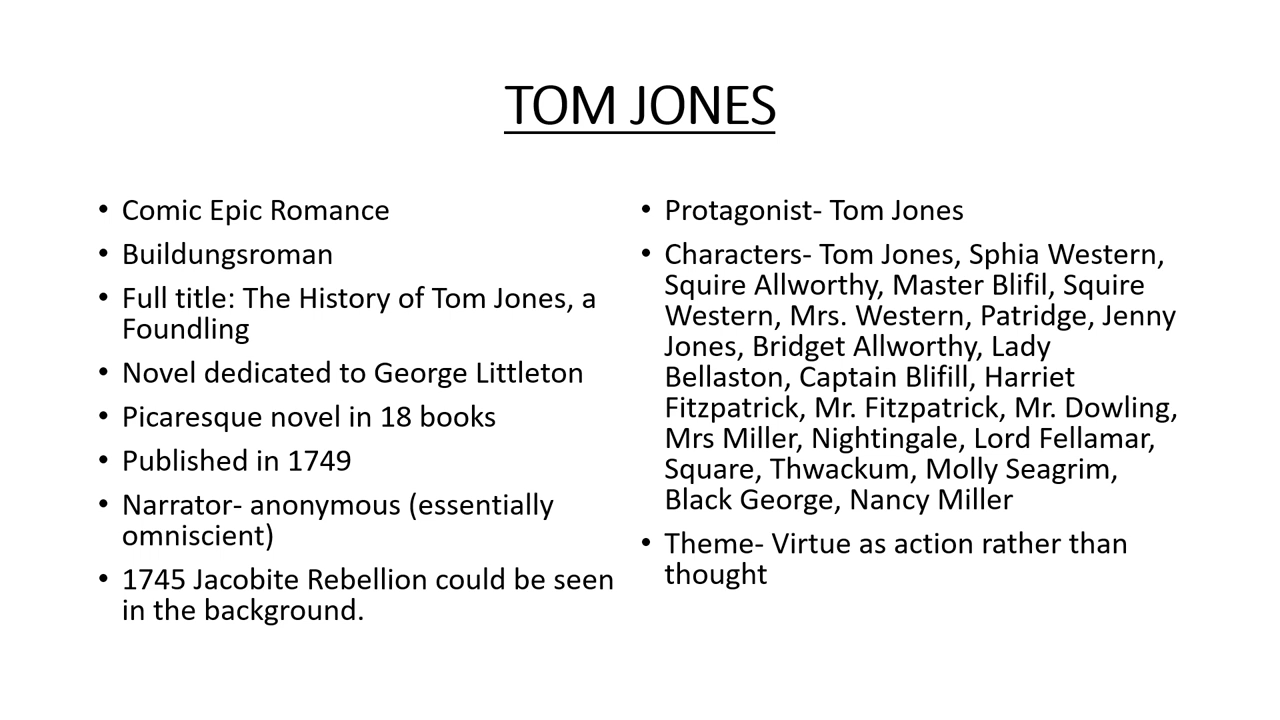 TOM JONES
• Comic Epic Romance
• Buildungsroman
• Full title: The History of Tom Jones, a
Foundling
• Novel dedicated to George Littleton
• Picaresque novel in 18 books
• Published in 1749
• Narrator- anonymous (essentially
omniscient)
• 1745 Jacobite Rebellion could be seen
in the background.
• Protagonist- Tom Jones
• Characters- Tom Jones, Sphia Western,
Squire Allworthy, Master Blifil, Squire
Western, Mrs. Western, Patridge, Jenny
Jones, Bridget Allworthy, Lady
Bellaston, Captain Blifill, Harriet
Fitzpatrick, Mr. Fitzpatrick, Mr. Dowling,
Mrs Miller, Nightingale, Lord Fellamar,
Square, Thwackum, Molly Seagrim,
Black George, Nancy Miller
• Theme- Virtue as action rather than
thought